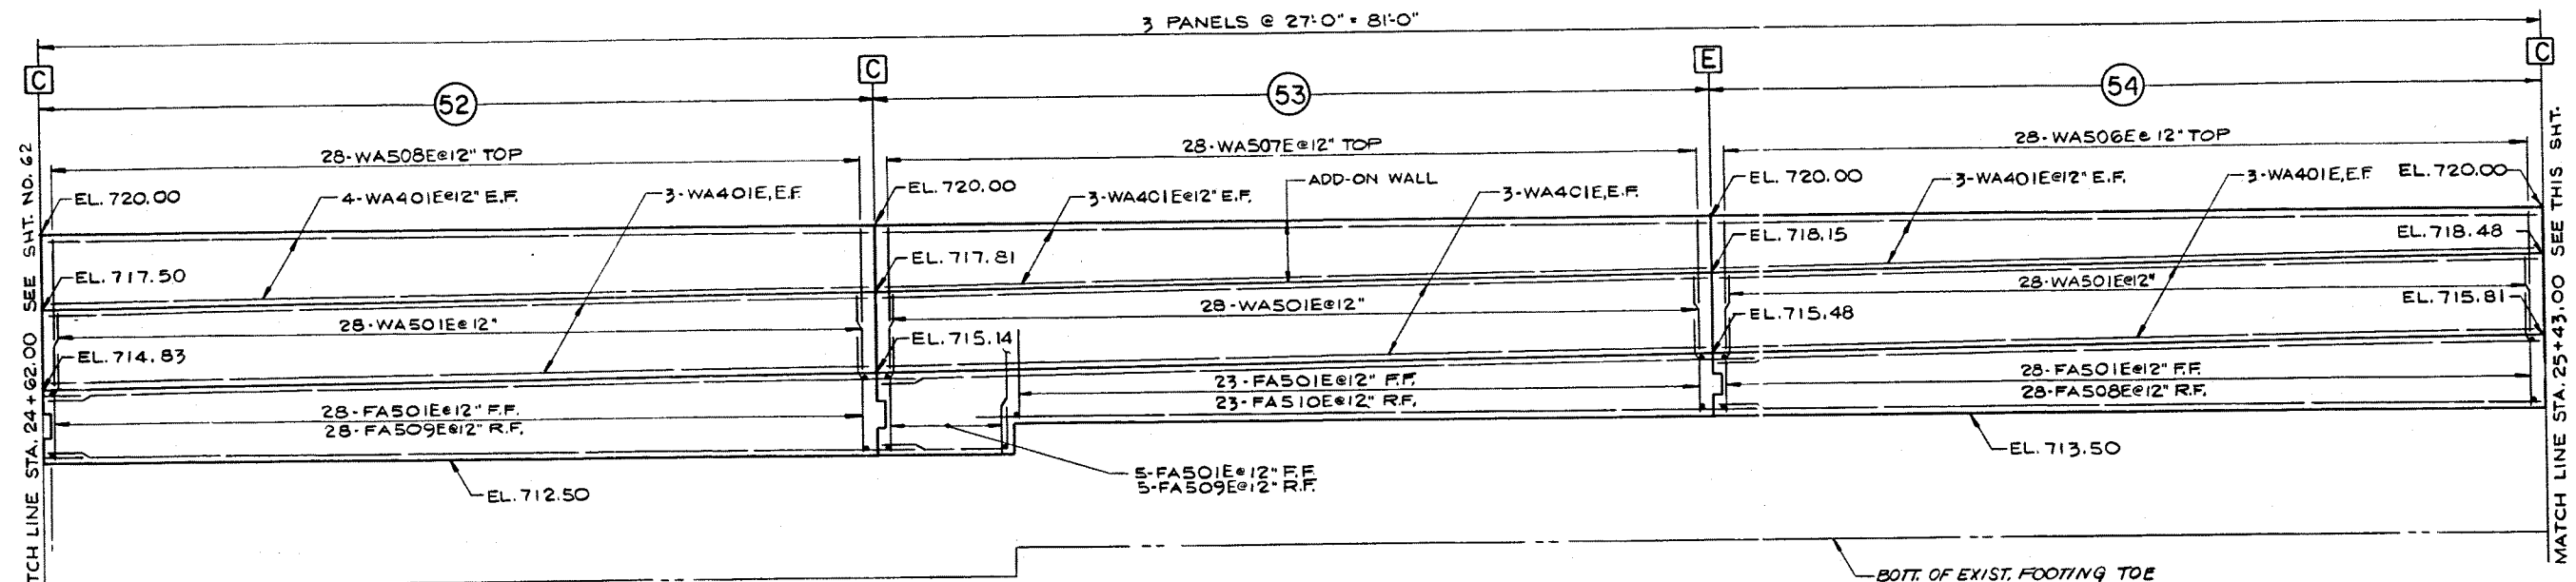 3 PANELS @ 27'-0" = 81'-0"
C
C
E
C
52
53
54
28-WA508E@12" TOP
28-WA507E@12" TOP
28-WA506E@12" TOP
EL. 720.00
4-WA401E@12" E.F.
3-WA401E, E.F.
EL. 720.00
3-WA401E@12" E.F.
ADD-ON WALL
3-WA401E, E.F.
EL. 720.00
3-WA401E@12" E.F.
3-WA401E, E.F.
EL. 720.00
EL. 717.50
EL. 717.81
EL. 718.15
EL. 718.48
28-WA501E@12"
28-WA501E@12"
28-WA501E@12"
EL. 714.83
EL. 715.14
EL. 715.48
EL. 715.81
28-FA501E@12" F.F.
28-FA509E@12" R.F.
23-FA501E@12" F.F.
23-FA510E@12" R.F.
28-FA501E@12" F.F.
28-FA508E@12" R.F.
EL. 712.50
5-FA501E@12" F.F.
5-FA509E@12" R.F.
EL. 713.50
BOTT. OF EXIST. FOOTING TOE
TCH LINE STA. 24+62.00 SEE SHT. NO. 62
MATCH LINE STA. 25+43.00 SEE THIS SHT.